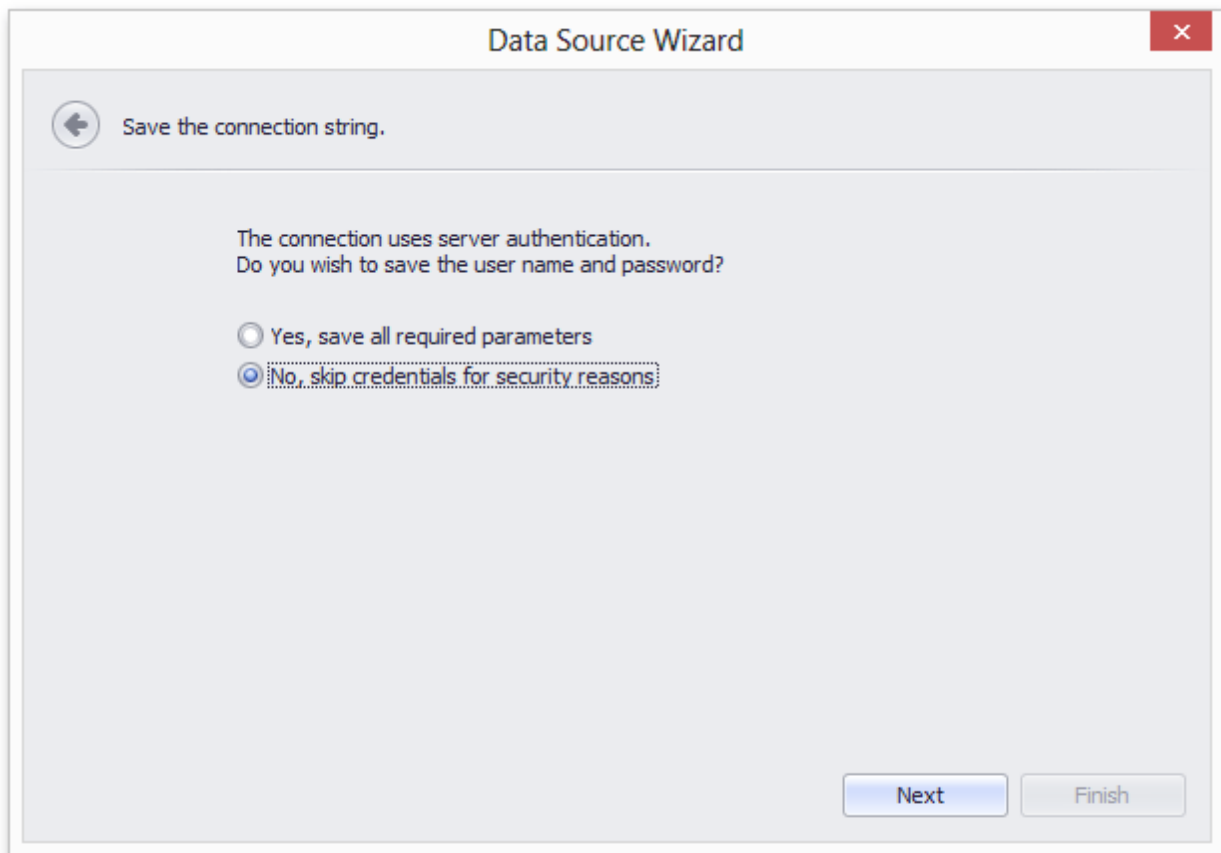 Data Source Wizard
Save the connection string.
The connection uses server authentication.
Do you wish to save the user name and password?
Yes, save all required parameters
No, skip credentials for security reasons
Next
Finish